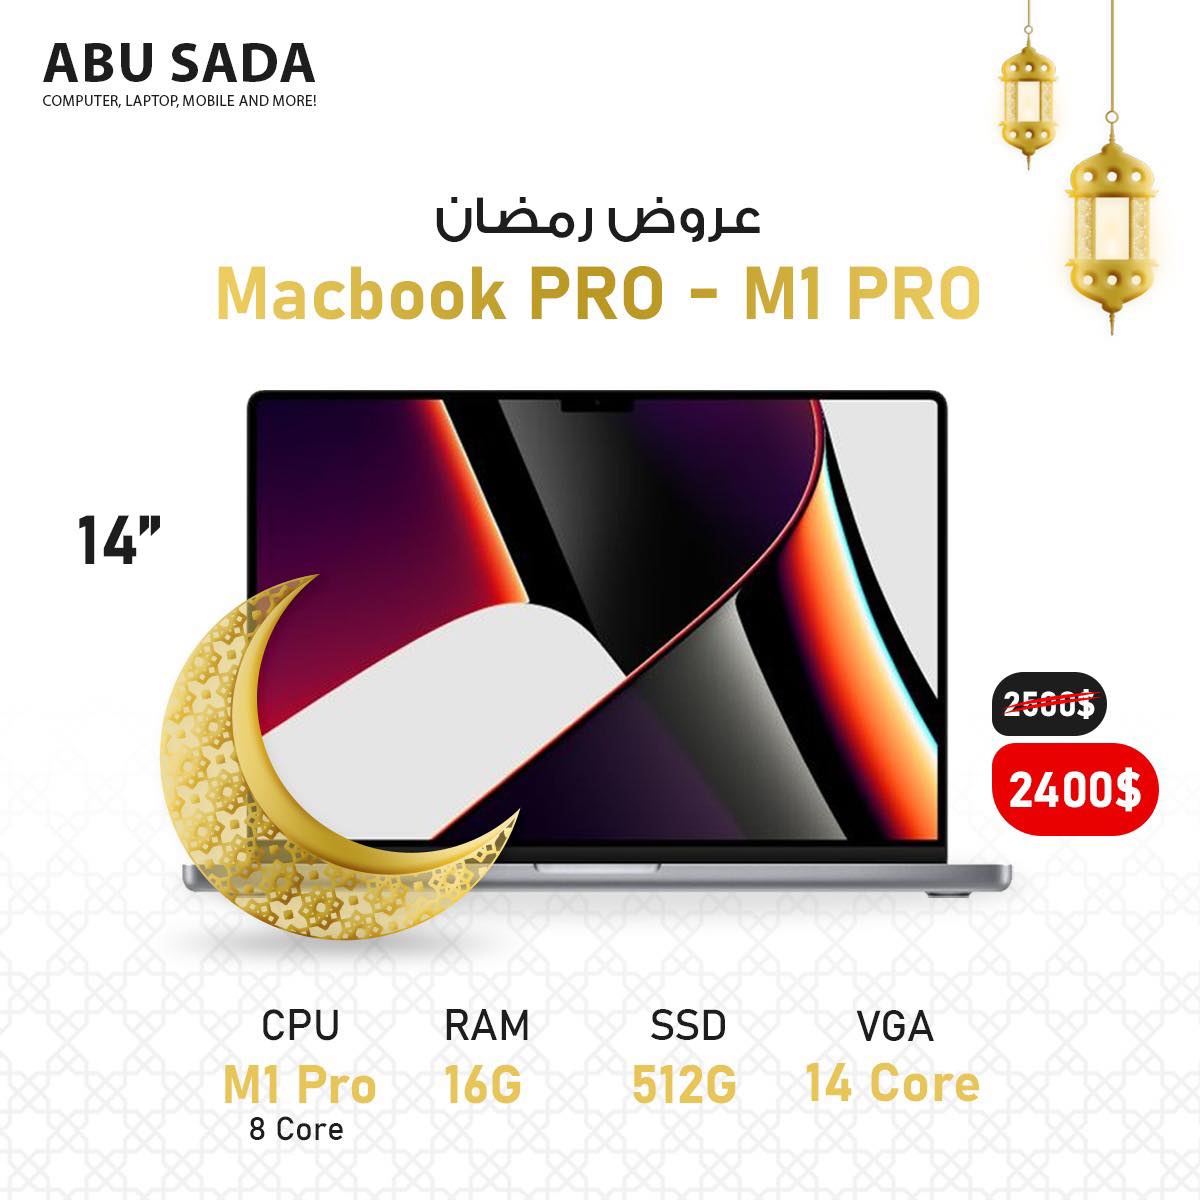 ABU SADA
COMPUTER, LAPTOP, MOBILE AND MORE!
عروض رمضان
Macbook PRO - M1 PRO
14”
2500$
2400$
CPU RAM SSD VGA
M1 Pro 16G 512G 14 Core
8 Core